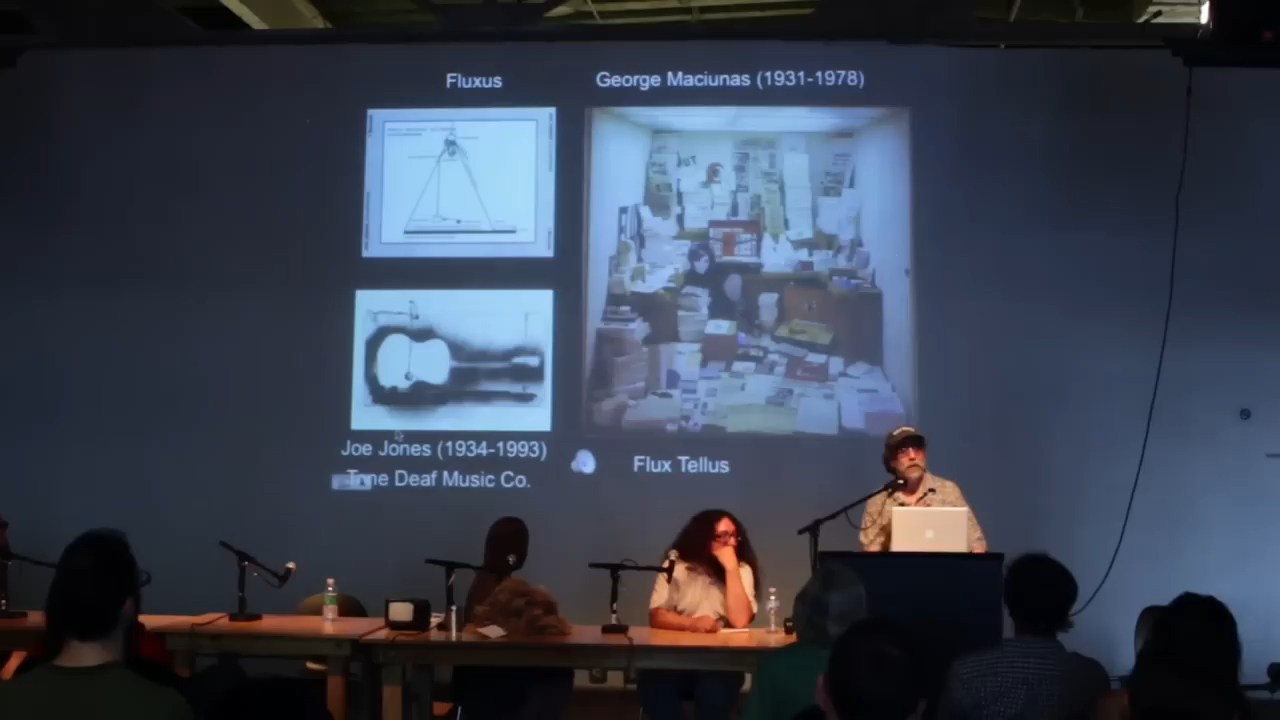 Fluxus
George Maciunas (1931-1978)
Joe Jones (1934-1993)
Tone Deaf Music Co.
Flux Tellus